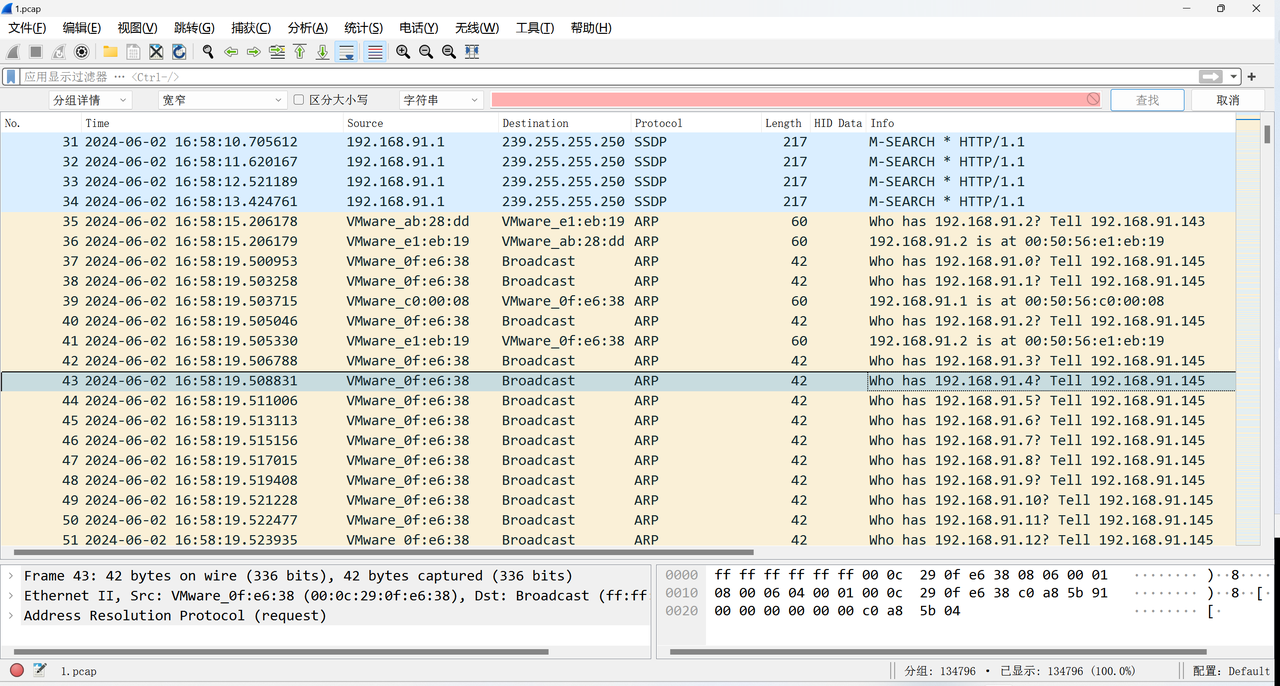 1.pcap
文件(F) 编辑(E) 视图(V) 跳转(G) 捕获(C) 分析(A) 统计(S) 电话(Y) 无线(W) 工具(T) 帮助(H)
应用显示过滤器 … <Ctrl-/>
分组详情 宽窄 区分大小写 字符串 查找 取消
No. Time Source Destination Protocol Length HID Data Info
31 2024-06-02 16:58:10.705612 192.168.91.1 239.255.255.250 SSDP 217 M-SEARCH * HTTP/1.1
32 2024-06-02 16:58:11.620167 192.168.91.1 239.255.255.250 SSDP 217 M-SEARCH * HTTP/1.1
33 2024-06-02 16:58:12.521189 192.168.91.1 239.255.255.250 SSDP 217 M-SEARCH * HTTP/1.1
34 2024-06-02 16:58:13.424761 192.168.91.1 239.255.255.250 SSDP 217 M-SEARCH * HTTP/1.1
35 2024-06-02 16:58:15.206178 VMware_ab:28:dd VMware_e1:eb:19 ARP 60 Who has 192.168.91.2? Tell 192.168.91.143
36 2024-06-02 16:58:15.206179 VMware_e1:eb:19 VMware_ab:28:dd ARP 60 192.168.91.2 is at 00:50:56:e1:eb:19
37 2024-06-02 16:58:19.500953 VMware_0f:e6:38 Broadcast ARP 42 Who has 192.168.91.0? Tell 192.168.91.145
38 2024-06-02 16:58:19.503258 VMware_0f:e6:38 Broadcast ARP 42 Who has 192.168.91.1? Tell 192.168.91.145
39 2024-06-02 16:58:19.503715 VMware_c0:00:08 VMware_0f:e6:38 ARP 60 192.168.91.1 is at 00:50:56:c0:00:08
40 2024-06-02 16:58:19.505046 VMware_0f:e6:38 Broadcast ARP 42 Who has 192.168.91.2? Tell 192.168.91.145
41 2024-06-02 16:58:19.505330 VMware_e1:eb:19 VMware_0f:e6:38 ARP 60 192.168.91.2 is at 00:50:56:e1:eb:19
42 2024-06-02 16:58:19.506788 VMware_0f:e6:38 Broadcast ARP 42 Who has 192.168.91.3? Tell 192.168.91.145
43 2024-06-02 16:58:19.508831 VMware_0f:e6:38 Broadcast ARP 42 Who has 192.168.91.4? Tell 192.168.91.145
44 2024-06-02 16:58:19.511006 VMware_0f:e6:38 Broadcast ARP 42 Who has 192.168.91.5? Tell 192.168.91.145
45 2024-06-02 16:58:19.513113 VMware_0f:e6:38 Broadcast ARP 42 Who has 192.168.91.6? Tell 192.168.91.145
46 2024-06-02 16:58:19.515156 VMware_0f:e6:38 Broadcast ARP 42 Who has 192.168.91.7? Tell 192.168.91.145
47 2024-06-02 16:58:19.517015 VMware_0f:e6:38 Broadcast ARP 42 Who has 192.168.91.8? Tell 192.168.91.145
48 2024-06-02 16:58:19.519408 VMware_0f:e6:38 Broadcast ARP 42 Who has 192.168.91.9? Tell 192.168.91.145
49 2024-06-02 16:58:19.521228 VMware_0f:e6:38 Broadcast ARP 42 Who has 192.168.91.10? Tell 192.168.91.145
50 2024-06-02 16:58:19.522477 VMware_0f:e6:38 Broadcast ARP 42 Who has 192.168.91.11? Tell 192.168.91.145
51 2024-06-02 16:58:19.523935 VMware_0f:e6:38 Broadcast ARP 42 Who has 192.168.91.12? Tell 192.168.91.145
Frame 43: 42 bytes on wire (336 bits), 42 bytes captured (336 bits)
Ethernet II, Src: VMware_0f:e6:38 (00:0c:29:0f:e6:38), Dst: Broadcast (ff:ff
Address Resolution Protocol (request)
0000 ff ff ff ff ff ff 00 0c 29 0f e6 38 08 06 00 01 ········ )··8····
0010 08 00 06 04 00 01 00 0c 29 0f e6 38 c0 a8 5b 91 ········ )··8··[·
0020 00 00 00 00 00 00 c0 a8 5b 04 ········ [·
1.pcap 分组: 134796 · 已显示: 134796 (100.0%) 配置: Default